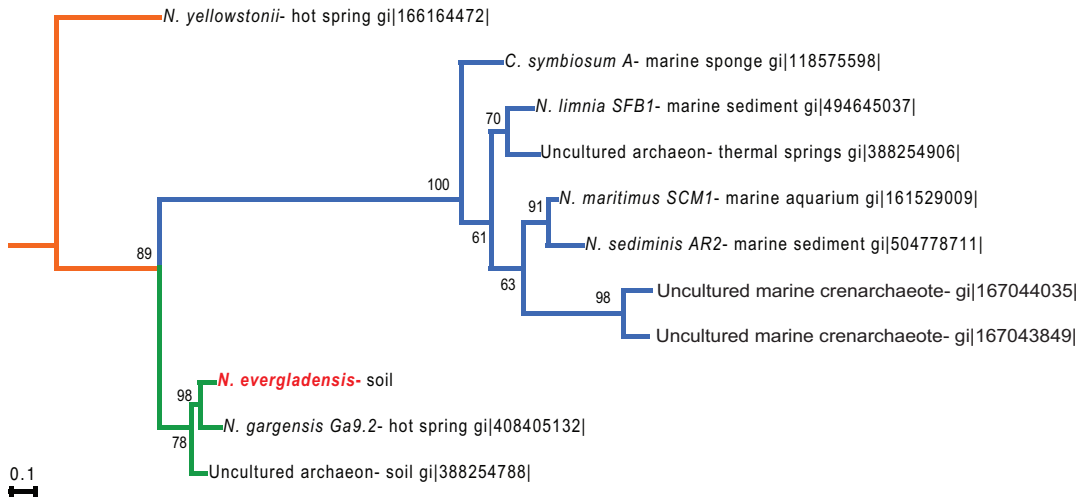 N. yellowstonii- hot spring gi|166164472|
C. symbiosum A- marine sponge gi|118575598|
N. limnia SFB1- marine sediment gi|494645037|
70
Uncultured archaeon- thermal springs gi|388254906|
100
N. maritimus SCM1- marine aquarium gi|161529009|
91
61
N. sediminis AR2- marine sediment gi|504778711|
89
63
98
Uncultured marine crenarchaeote- gi|167044035|
Uncultured marine crenarchaeote- gi|167043849|
N. evergladensis- soil
98
N. gargensis Ga9.2- hot spring gi|408405132|
78
Uncultured archaeon- soil gi|388254788|
0.1